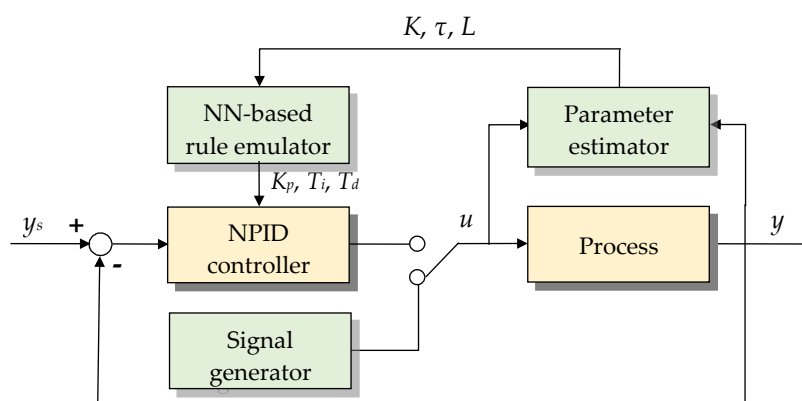 K, τ, L
NN-based
rule emulator
Parameter
estimator
Kp, Ti, Td
ys
+
-
NPID
controller
u
Process
y
Signal
generator